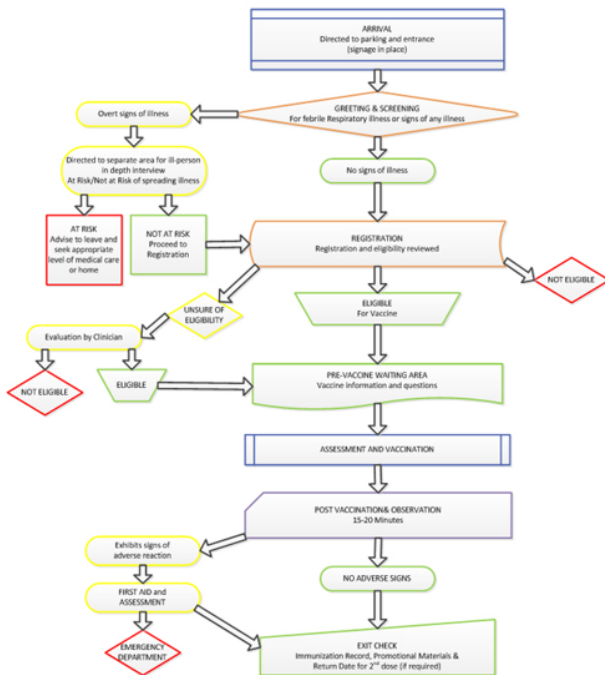 ARRIVAL
Directed to parking and entrance
(signage in place)
GREETING & SCREENING
For febrile Respiratory illness or signs of any illness
Overt signs of illness
Directed to separate area for ill-person
in depth interview
At Risk/Not at Risk of spreading illness
No signs of illness
AT RISK
Advise to leave and
seek appropriate
level of medical care
or home
NOT AT RISK
Proceed to
Registration
REGISTRATION
Registration and eligibility reviewed
NOT ELIGIBLE
UNSURE OF
ELIGIBILITY
ELIGIBLE
For Vaccine
Evaluation by Clinician
NOT ELIGIBLE
ELIGIBLE
PRE-VACCINE WAITING AREA
Vaccine information and questions
ASSESSMENT AND VACCINATION
POST VACCINATION& OBSERVATION
15-20 Minutes
Exhibits signs of
adverse reaction
NO ADVERSE SIGNS
FIRST AID and
ASSESSMENT
EMERGENCY
DEPARTMENT
EXIT CHECK
Immunization Record, Promotional Materials &
Return Date for 2nd dose (if required)